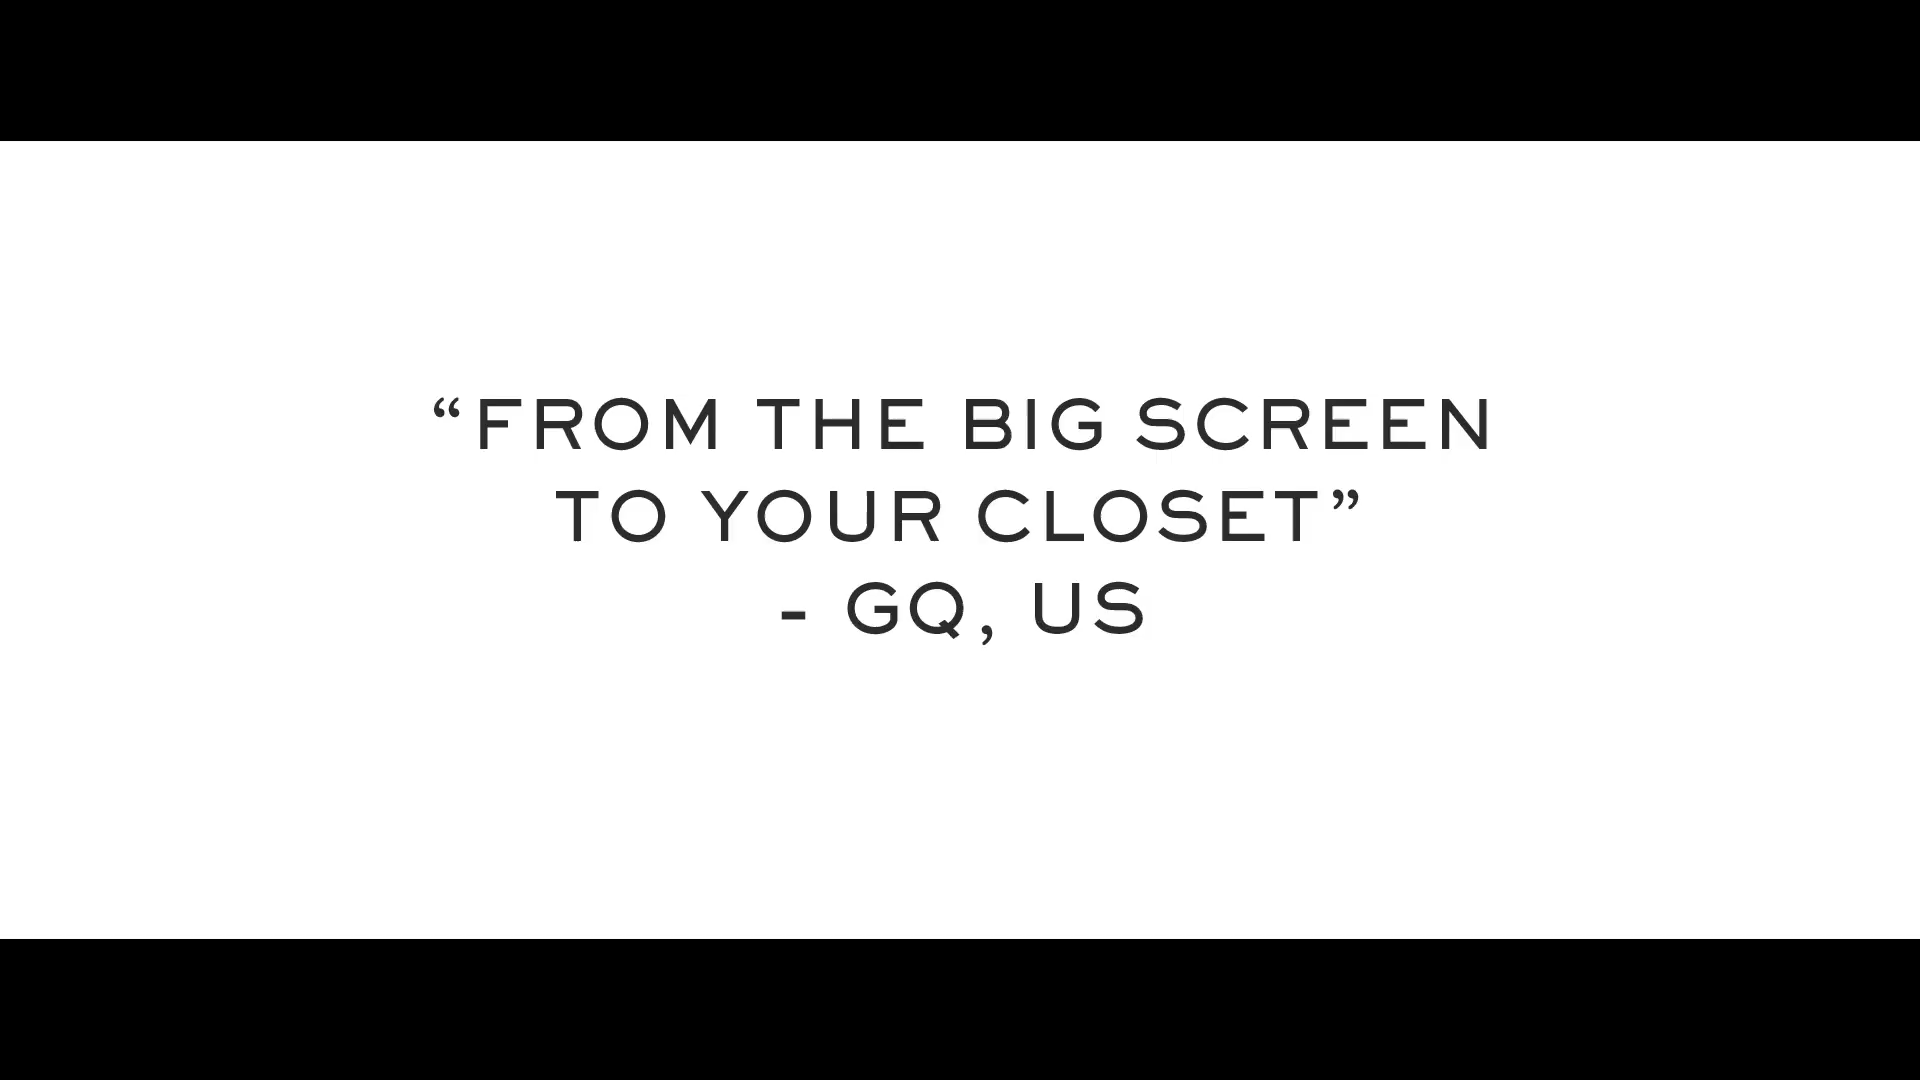 “FROM THE BIG SCREEN
TO YOUR CLOSET”
- GQ, US